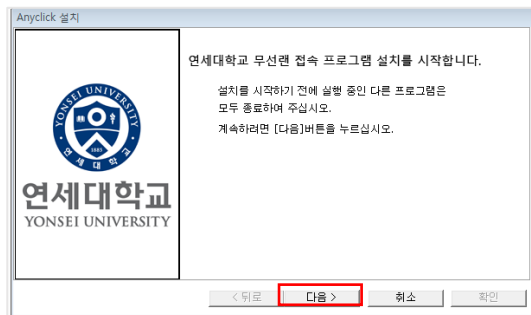 Anyclick 설치
연세대학교 무선랜 접속 프로그램 설치를 시작합니다.
설치를 시작하기 전에 실행 중인 다른 프로그램은
모두 종료하여 주십시오.
계속하려면 [다음]버튼을 누르십시오.
YONSEI UNIVERSITY
1885
연세대학교
연세대학교
YONSEI UNIVERSITY
< 뒤로 다음 > 취소 확인